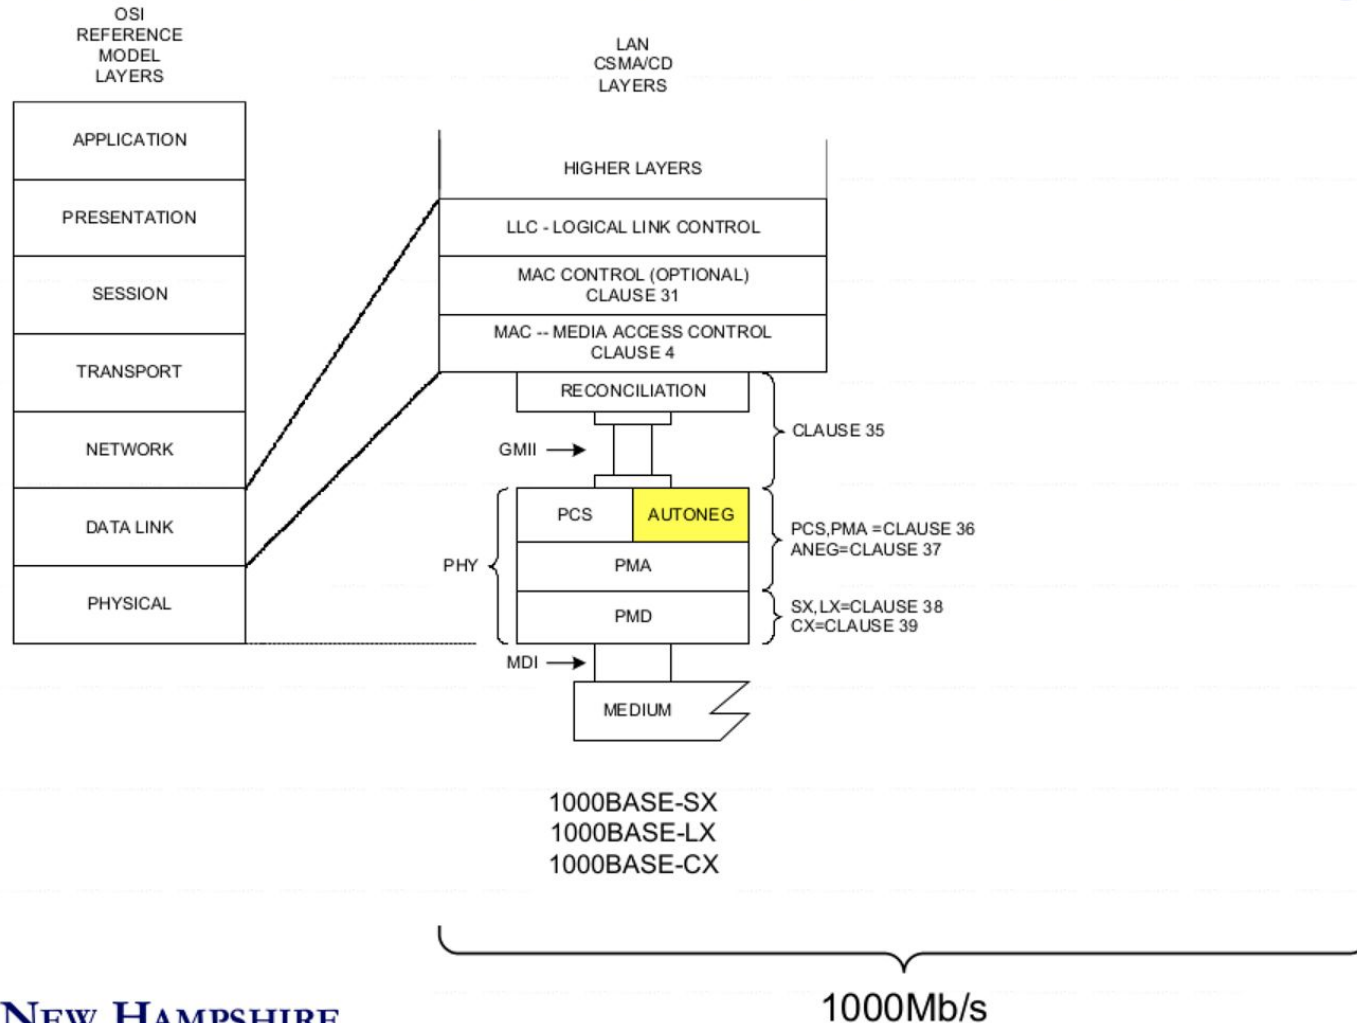 OSI
REFERENCE
MODEL
LAYERS
LAN
CSMA/CD
LAYERS
APPLICATION
PRESENTATION
SESSION
TRANSPORT
NETWORK
DATA LINK
PHYSICAL
HIGHER LAYERS
LLC - LOGICAL LINK CONTROL
MAC CONTROL (OPTIONAL)
CLAUSE 31
MAC -- MEDIA ACCESS CONTROL
CLAUSE 4
RECONCILIATION
CLAUSE 35
GMII
PCS
AUTONEG
PCS,PMA =CLAUSE 36
ANEG=CLAUSE 37
PHY
PMA
PMD
SX,LX=CLAUSE 38
CX=CLAUSE 39
MDI
MEDIUM
1000BASE-SX
1000BASE-LX
1000BASE-CX
1000Mb/s
NEW HAMPSHIRE